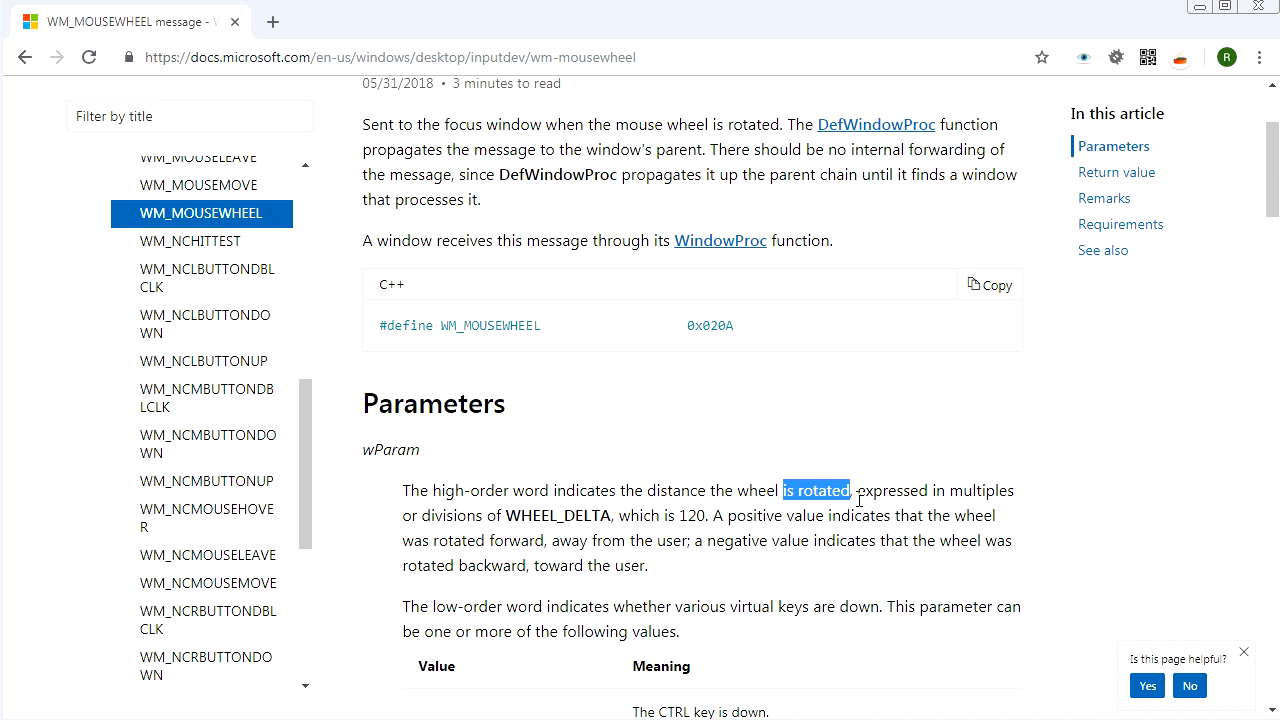 WM_MOUSEWHEEL message - W
https://docs.microsoft.com/en-us/windows/desktop/inputdev/wm-mousewheel
R
05/31/2018 • 3 minutes to read
Filter by title
WM_MOUSELEAVE
WM_MOUSEMOVE
WM_MOUSEWHEEL
WM_NCHITTEST
WM_NCLBUTTONDBL
CLK
WM_NCLBUTTONDO
WN
WM_NCLBUTTONUP
WM_NCMBUTTONDB
LCLK
WM_NCMBUTTONDO
WN
WM_NCMBUTTONUP
WM_NCMOUSEHOVE
R
WM_NCMOUSELEAVE
WM_NCMOUSEMOVE
WM_NCRBUTTONDBL
CLK
WM_NCRBUTTONDO
WN
Sent to the focus window when the mouse wheel is rotated. The DefWindowProc function
propagates the message to the window's parent. There should be no internal forwarding of
the message, since DefWindowProc propagates it up the parent chain until it finds a window
that processes it.
A window receives this message through its WindowProc function.
C++
Copy
#define WM_MOUSEWHEEL 0x020A
Parameters
wParam
The high-order word indicates the distance the wheel is rotated, expressed in multiples
or divisions of WHEEL_DELTA, which is 120. A positive value indicates that the wheel
was rotated forward, away from the user; a negative value indicates that the wheel was
rotated backward, toward the user.
The low-order word indicates whether various virtual keys are down. This parameter can
be one or more of the following values.
Value Meaning
The CTRL key is down.
In this article
Parameters
Return value
Remarks
Requirements
See also
Is this page helpful?
Yes No